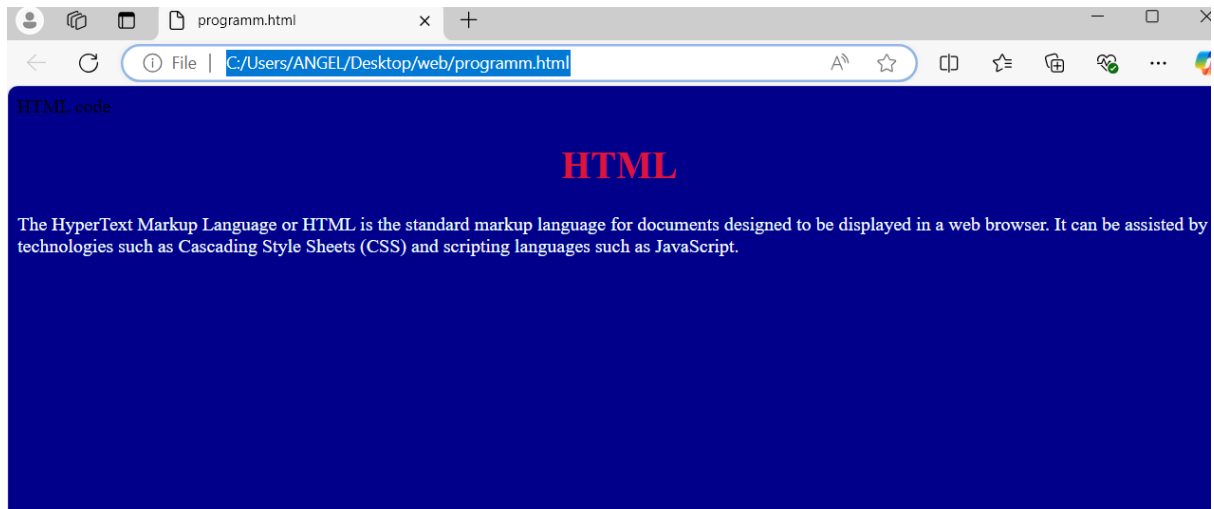 programm.html
File | C:/Users/ANGEL/Desktop/web/programm.html
HTML code
HTML
The HyperText Markup Language or HTML is the standard markup language for documents designed to be displayed in a web browser. It can be assisted by
technologies such as Cascading Style Sheets (CSS) and scripting languages such as JavaScript.